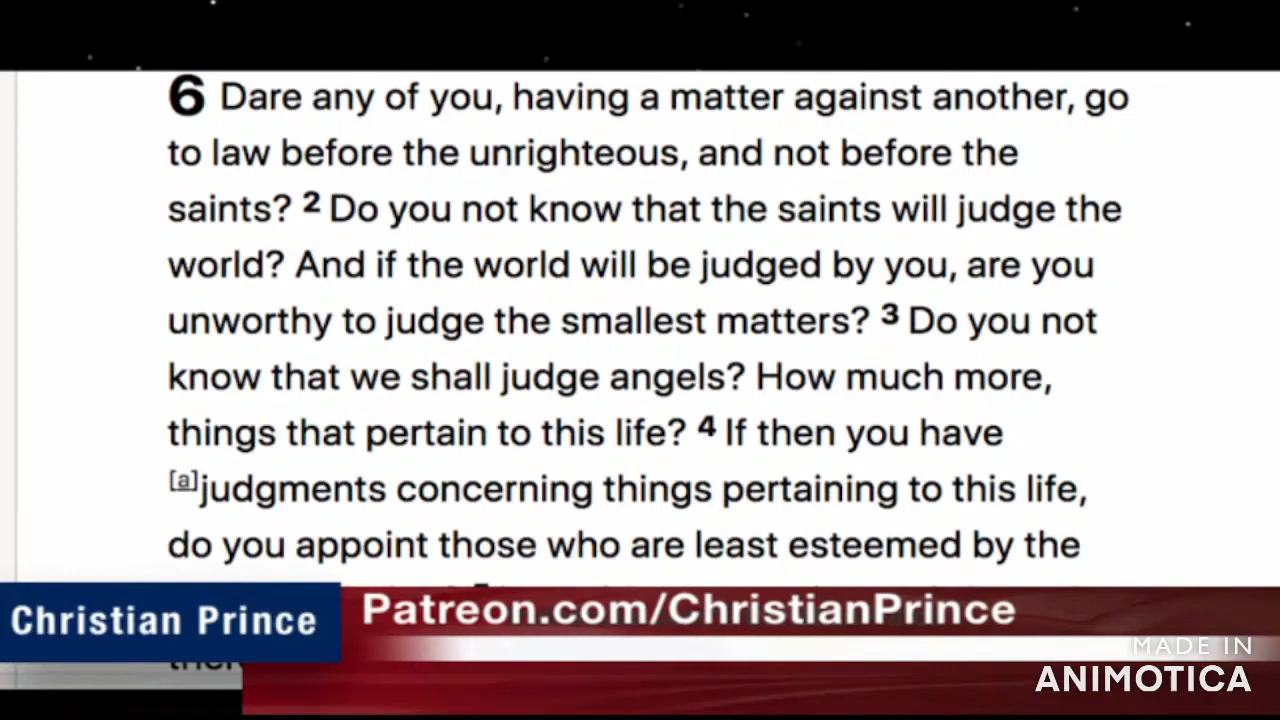 6 Dare any of you, having a matter against another, go
to law before the unrighteous, and not before the
saints? 2 Do you not know that the saints will judge the
world? And if the world will be judged by you, are you
unworthy to judge the smallest matters? 3 Do you not
know that we shall judge angels? How much more,
things that pertain to this life? 4 If then you have
[a]judgments concerning things pertaining to this life,
do you appoint those who are least esteemed by the
Christian Prince
Patreon.com/ChristianPrince
MADE IN
ANIMOTICA